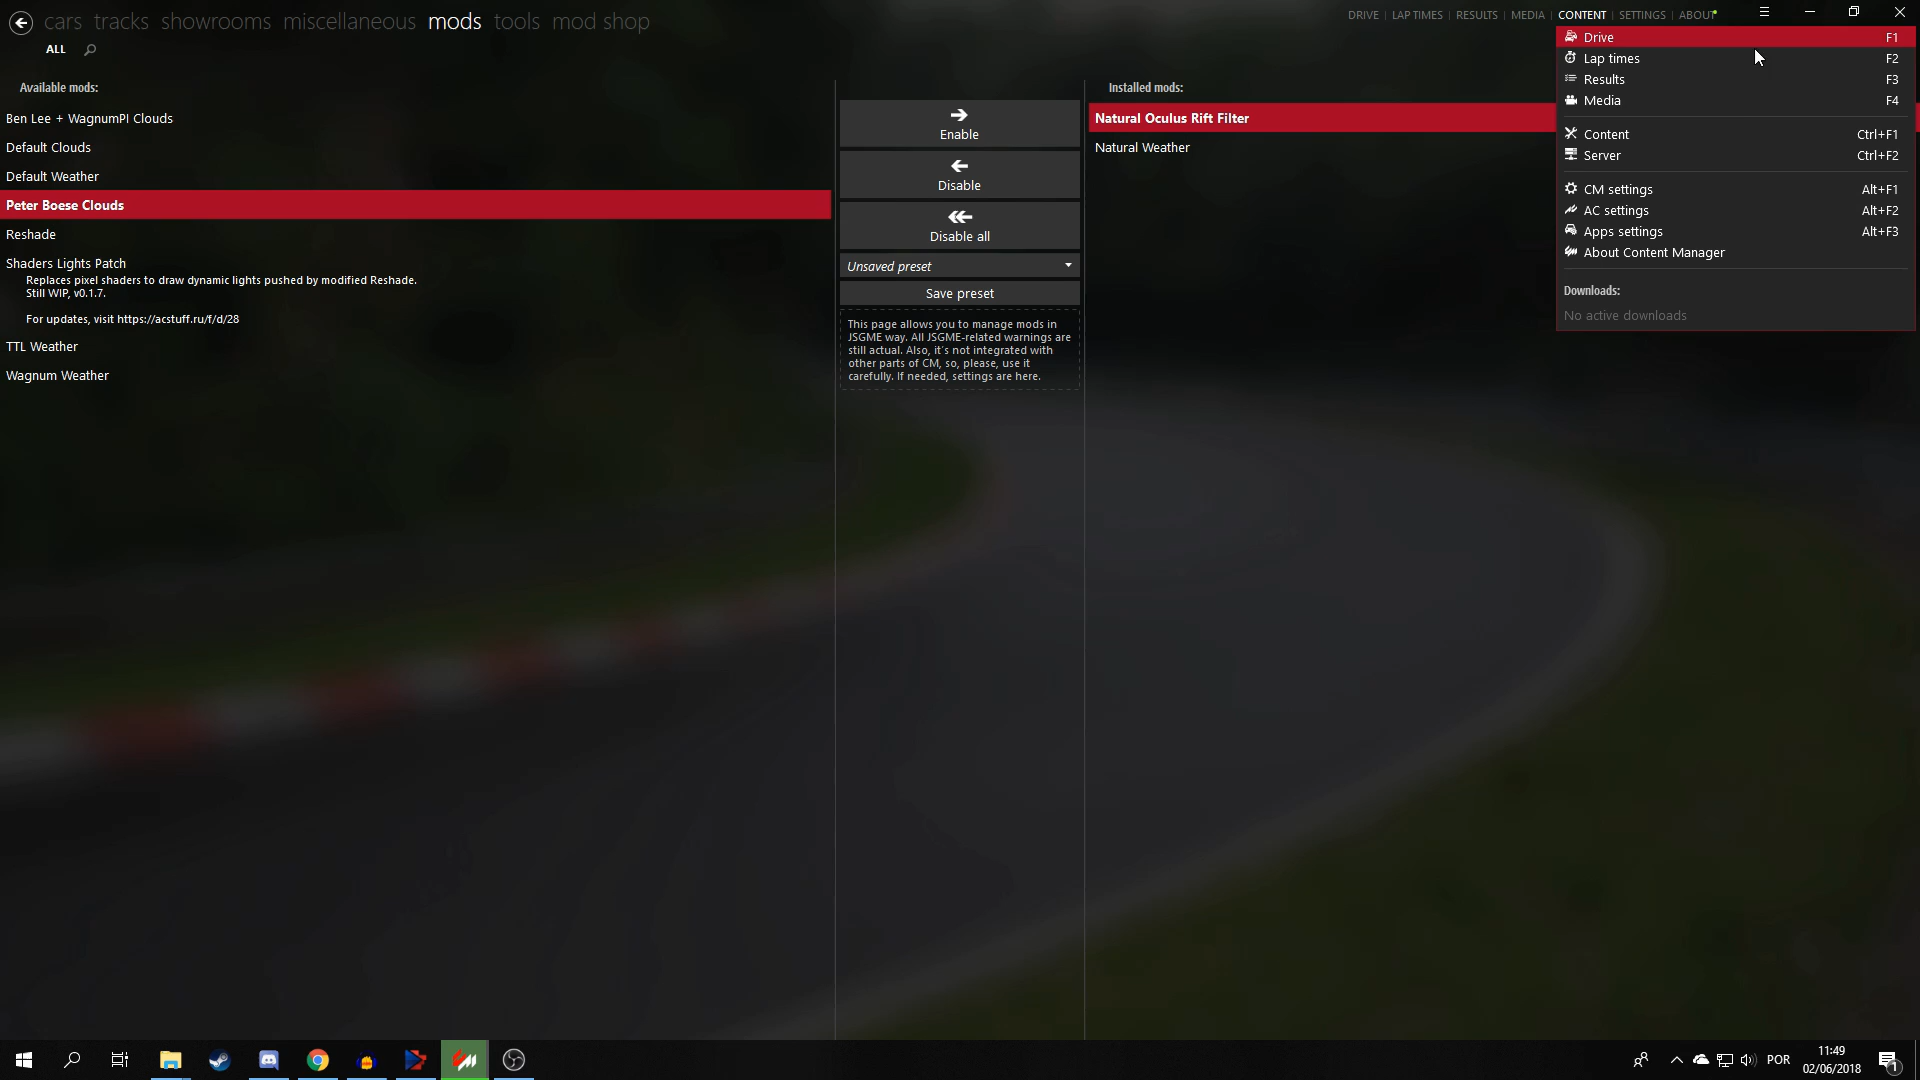 cars tracks showrooms miscellaneous mods tools mod shop
DRIVE | LAP TIMES | RESULTS | MEDIA | CONTENT | SETTINGS | ABOUT
ALL
Available mods:
Ben Lee + WagnumPI Clouds
Default Clouds
Default Weather
Peter Boese Clouds
Reshade
Shaders Lights Patch
Replaces pixel shaders to draw dynamic lights pushed by modified Reshade.
Still WIP, v0.1.7.
For updates, visit https://acstuff.ru/f/d/28
TTL Weather
Wagnum Weather
Enable
Disable
Disable all
Unsaved preset
Save preset
This page allows you to manage mods in
JSGME way. All JSGME-related warnings are
still actual. Also, it's not integrated with
other parts of CM, so, please, use it
carefully. If needed, settings are here.
Installed mods:
Natural Oculus Rift Filter
Natural Weather
Drive F1
Lap times F2
Results F3
Media F4
Content Ctrl+F1
Server Ctrl+F2
CM settings Alt+F1
AC settings Alt+F2
Apps settings Alt+F3
About Content Manager
Downloads:
No active downloads
POR
11:49
02/06/2018
1